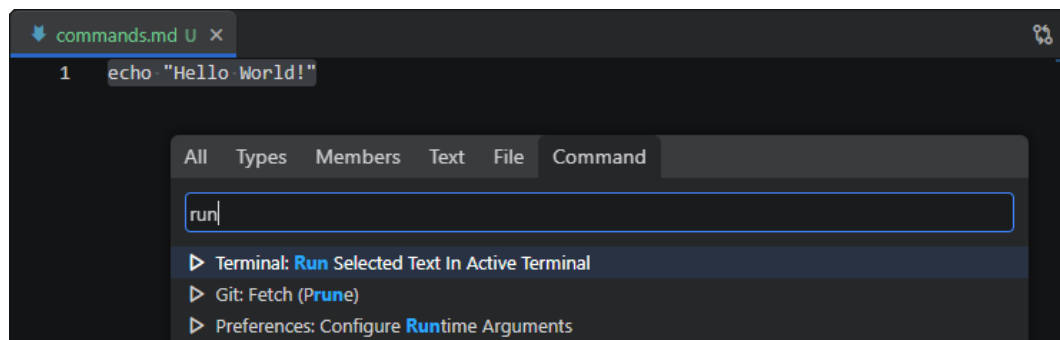 commands.md U
1 echo "Hello World!"
All Types Members Text File Command
run
Terminal: Run Selected Text In Active Terminal
Git: Fetch (Prune)
Preferences: Configure Runtime Arguments